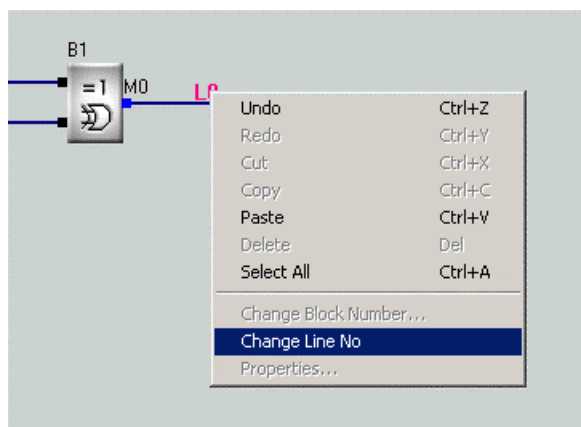 B1
=1 M0
Undo Ctrl+Z
Redo Ctrl+Y
Cut Ctrl+X
Copy Ctrl+C
Paste Ctrl+V
Delete Del
Select All Ctrl+A
Change Block Number...
Change Line No
Properties...